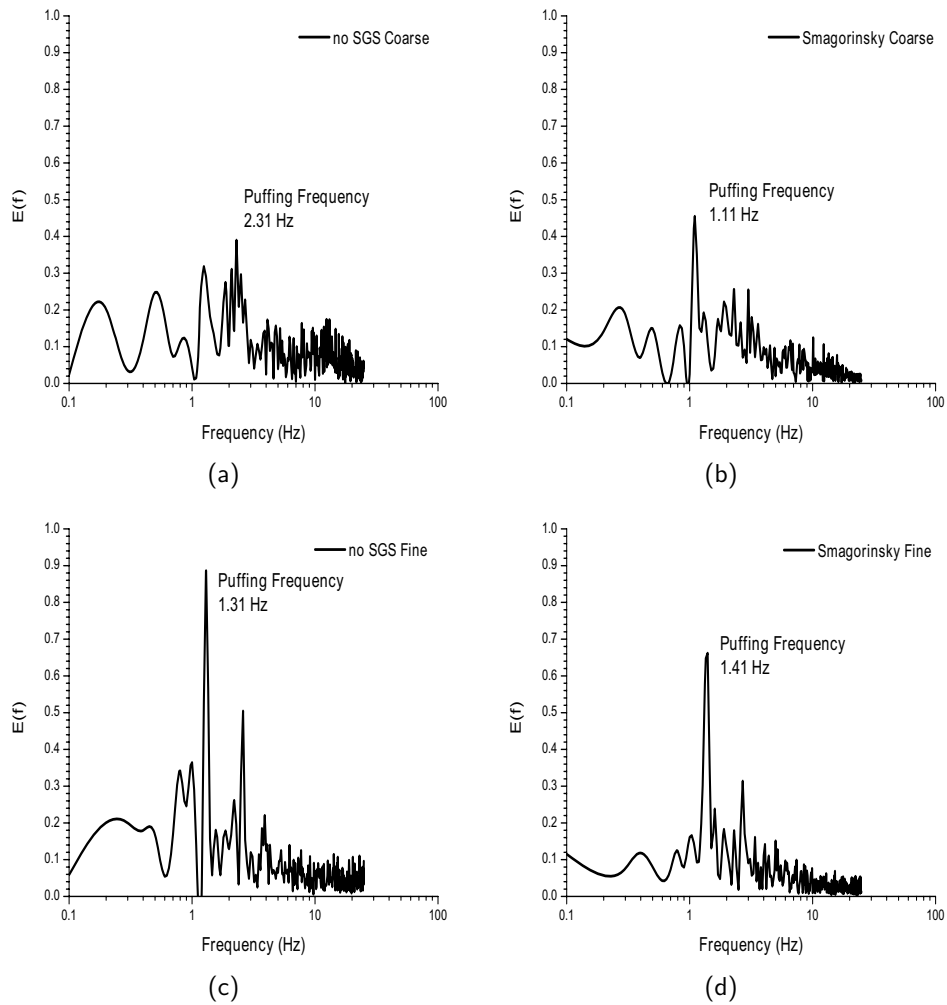 no SGS Coarse
1.0
0.9
0.8
0.7
0.6
0.5
0.4
0.3
0.2
0.1
0.0
E(f)
Puffing Frequency
2.31 Hz
0.1 1 10 100
Frequency (Hz)
(a)
Smagorinsky Coarse
1.0
0.9
0.8
0.7
0.6
0.5
0.4
0.3
0.2
0.1
0.0
E(f)
Puffing Frequency
1.11 Hz
0.1 1 10 100
Frequency (Hz)
(b)
no SGS Fine
1.0
0.9
0.8
0.7
0.6
0.5
0.4
0.3
0.2
0.1
0.0
E(f)
Puffing Frequency
1.31 Hz
0.1 1 10 100
Frequency (Hz)
(c)
Smagorinsky Fine
1.0
0.9
0.8
0.7
0.6
0.5
0.4
0.3
0.2
0.1
0.0
E(f)
Puffing Frequency
1.41 Hz
0.1 1 10 100
Frequency (Hz)
(d)